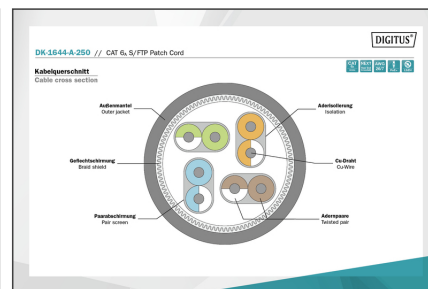 DIGITUS®
DK-1644-A-250 // CAT 6A S/FTP Patch Cord
Kabelquerschnitt
Cable cross section
Außenmantel
Outer jacket
Aderisolierung
Isolation
Geflechtschirmung
Braid shield
Cu-Draht
Cu-Wire
Paarabschirmung
Pair screen
Adernpaare
Twisted pair